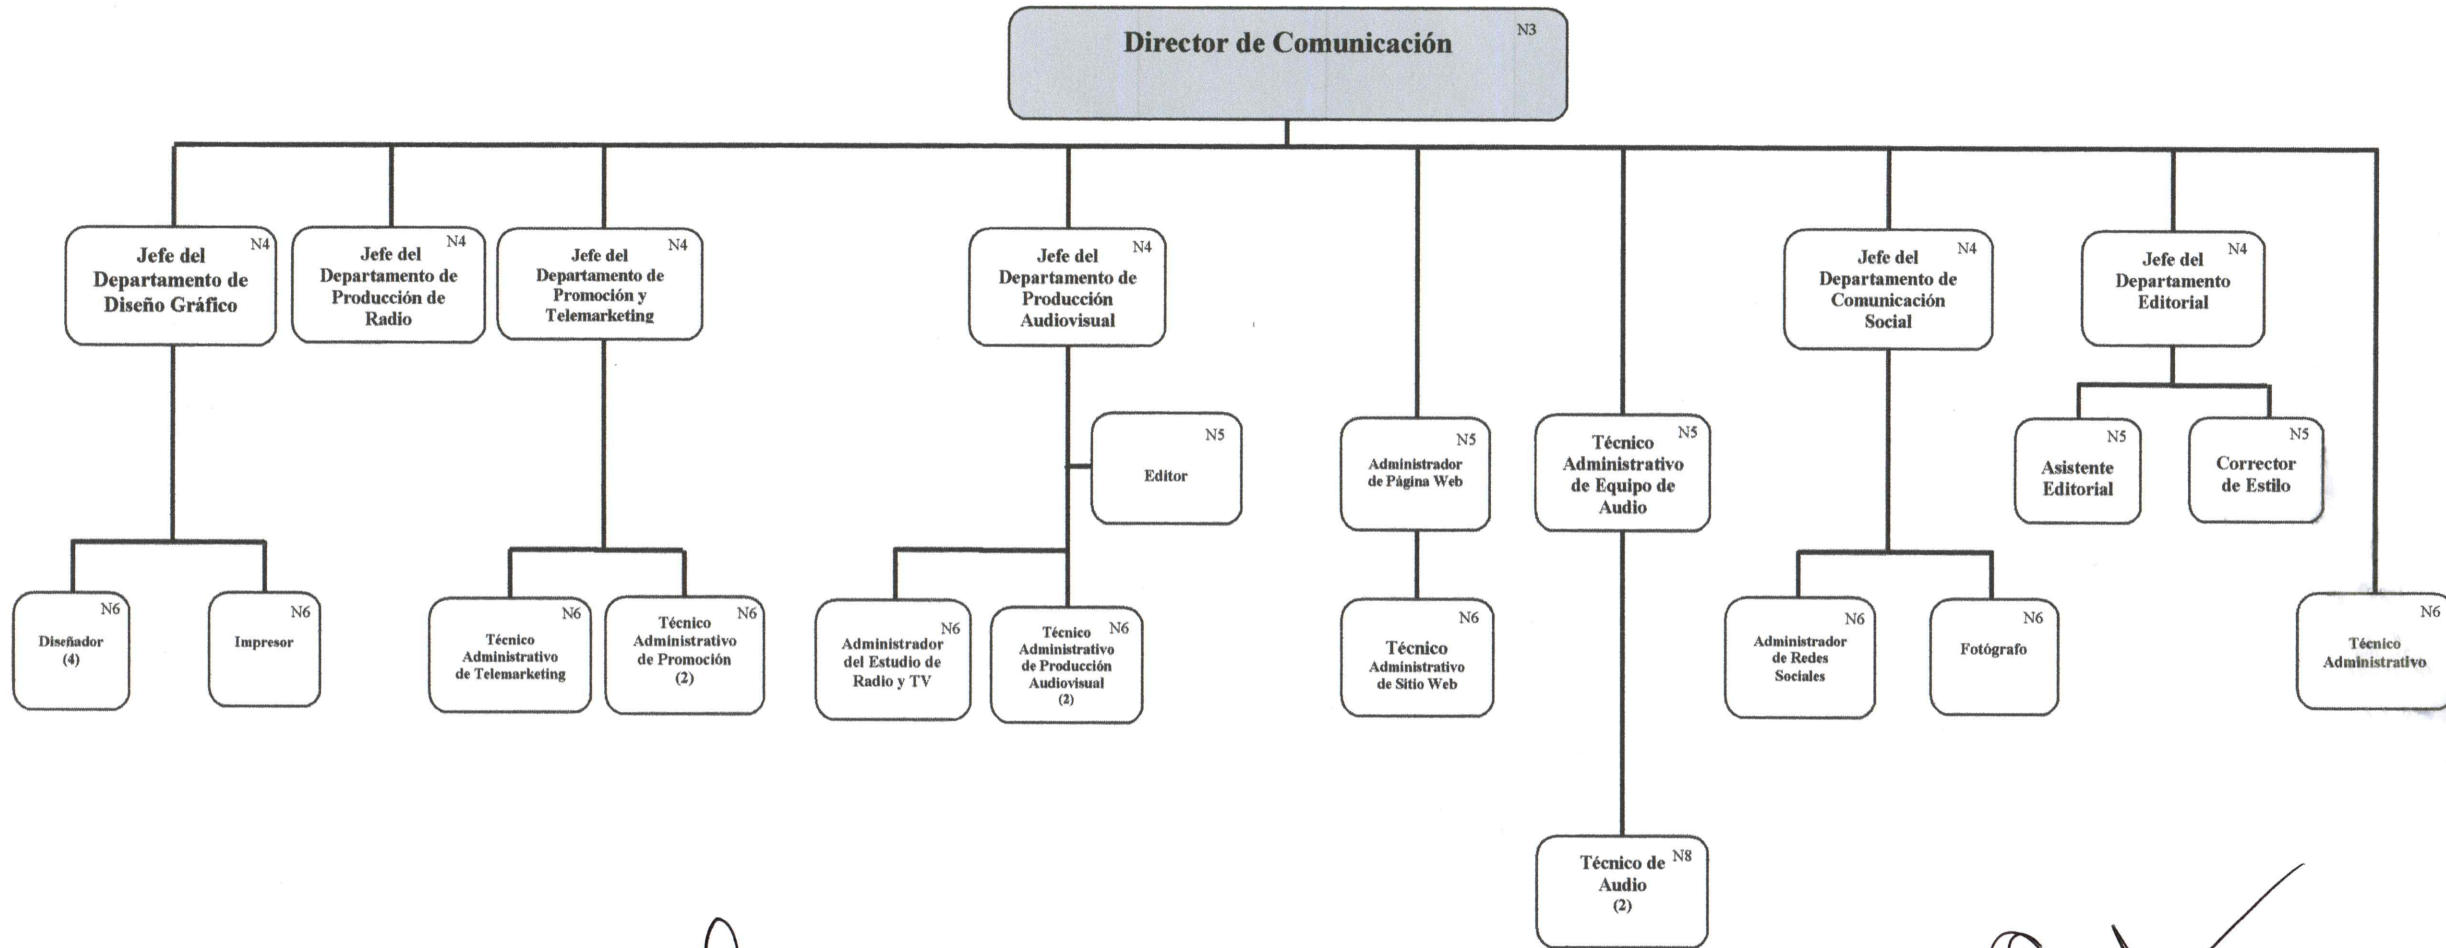 Director de Comunicación
N3
Jefe del
Departamento de
Diseño Gráfico
N4
Jefe del
Departamento de
Producción de
Radio
N4
Jefe del
Departamento de
Promoción y
Telemarketing
N4
Jefe del
Departamento de
Producción
Audiovisual
N4
Jefe del
Departamento de
Comunicación
Social
N4
Jefe del
Departamento
Editorial
N4
Editor
N5
Administrador
de Página Web
N5
Técnico
Administrativo
de Equipo de
Audio
N5
Asistente
Editorial
N5
Corrector
de Estilo
N5
Diseñador
(4)
N6
Impresor
N6
Técnico
Administrativo
de Telemarketing
N6
Técnico
Administrativo
de Promoción
(2)
N6
Administrador
del Estudio de
Radio y TV
N6
Técnico
Administrativo
de Producción
Audiovisual
(2)
N6
Técnico
Administrativo
de Sitio Web
N6
Administrador
de Redes
Sociales
N6
Fotógrafo
N6
Técnico
Administrativo
N6
Técnico de
Audio
(2)
N8